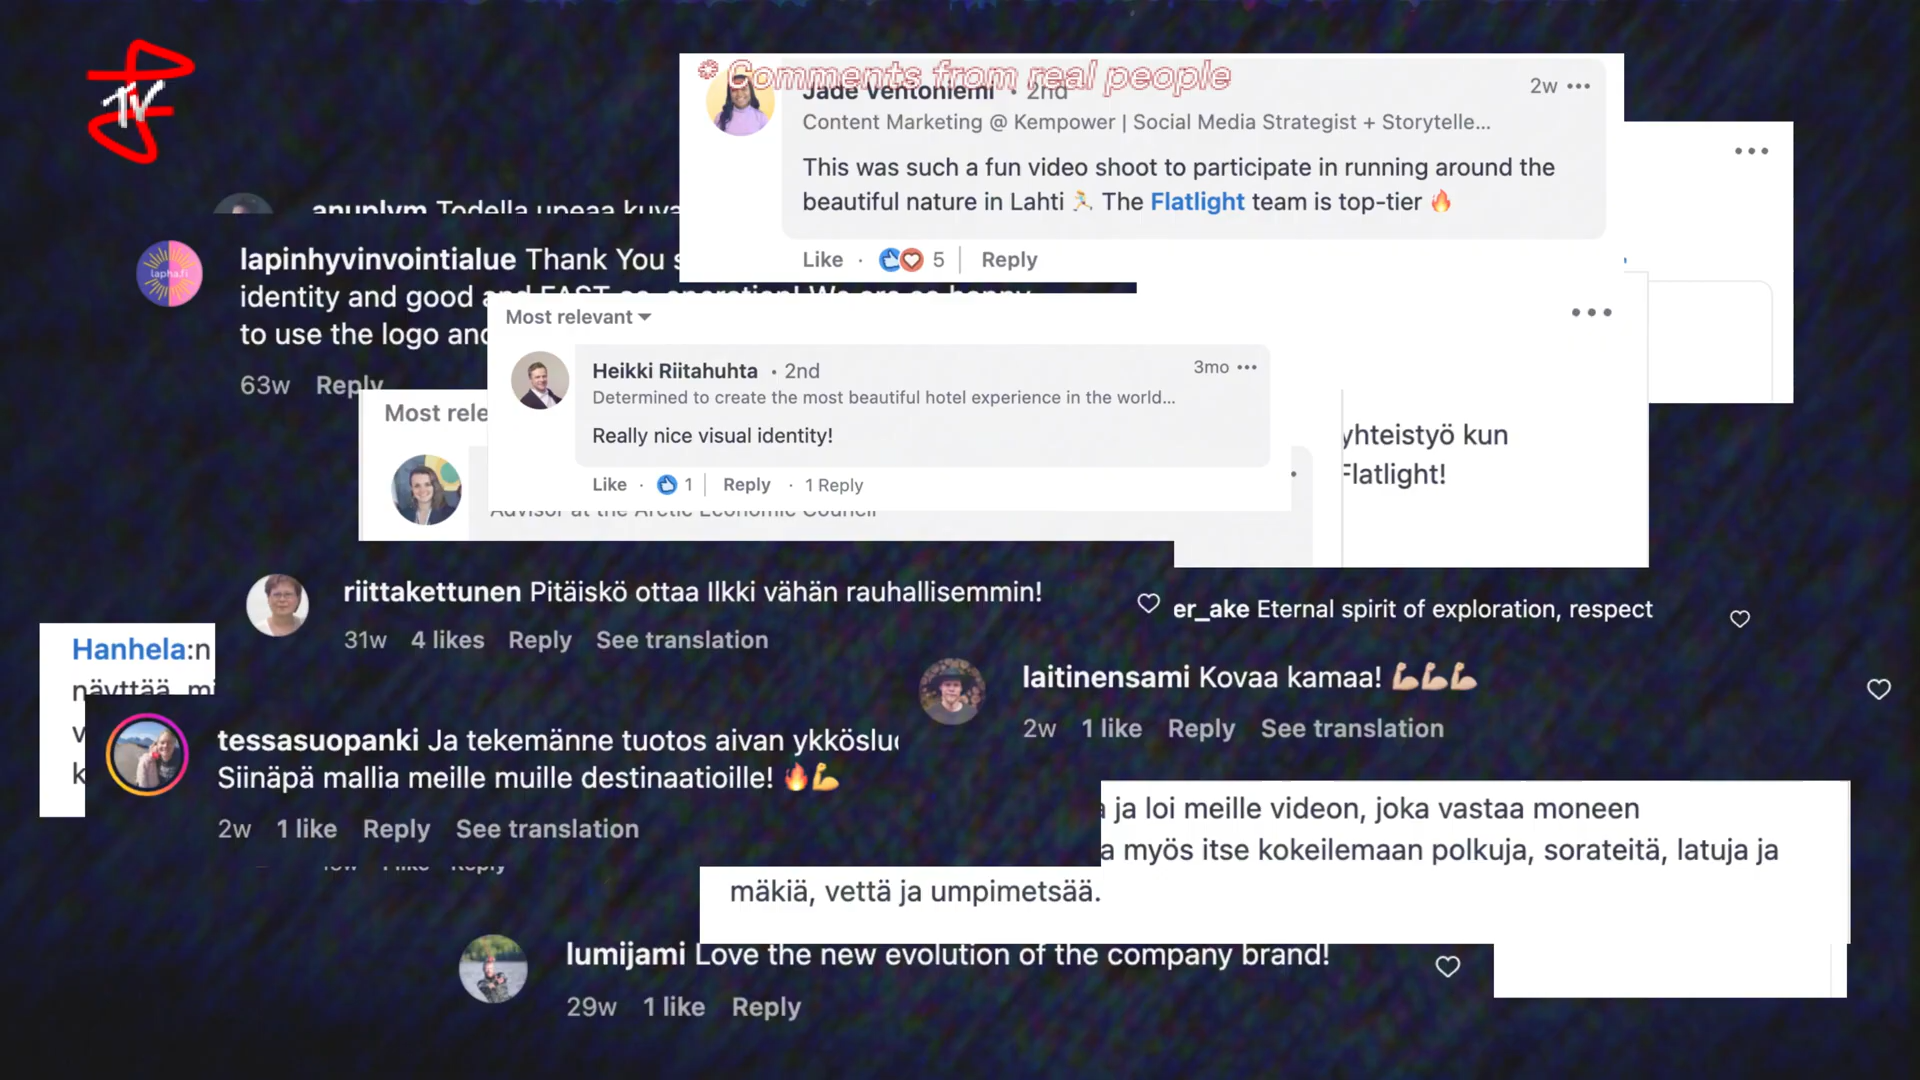 TV
* Comments from real people
Jade Ventoniemi • 2nd
2w •••
Content Marketing @ Kempower | Social Media Strategist + Storytelle...
This was such a fun video shoot to participate in running around the
beautiful nature in Lahti 🏃 The Flatlight team is top-tier 🔥
Like · 5 | Reply
anuplym Todella upeaa kuva
lapha.fi
lapinhyvinvointialue Thank You s
identity and good and FAST co-operation! We are so happy
to use the logo and
63w Reply
Most relevant
Heikki Riitahuhta • 2nd
3mo •••
Determined to create the most beautiful hotel experience in the world...
Really nice visual identity!
Like · 1 | Reply · 1 Reply
Most rele
Advisor at the Arctic Economic Council
yhteistyö kun
Flatlight!
riittakettunen Pitäiskö ottaa Ilkki vähän rauhallisemmin!
31w 4 likes Reply See translation
er_ake Eternal spirit of exploration, respect
Hanhela:n
näyttää, mi
v
k
laitinensami Kovaa kamaa! 💪💪💪
2w 1 like Reply See translation
tessasuopanki Ja tekemänne tuotos aivan ykkösluo
Siinäpä mallia meille muille destinaatioille! 🔥💪
2w 1 like Reply See translation
1 like Reply
ja loi meille videon, joka vastaa moneen
a myös itse kokeilemaan polkuja, sorateitä, latuja ja
mäkiä, vettä ja umpimetsää.
lumijami Love the new evolution of the company brand!
29w 1 like Reply